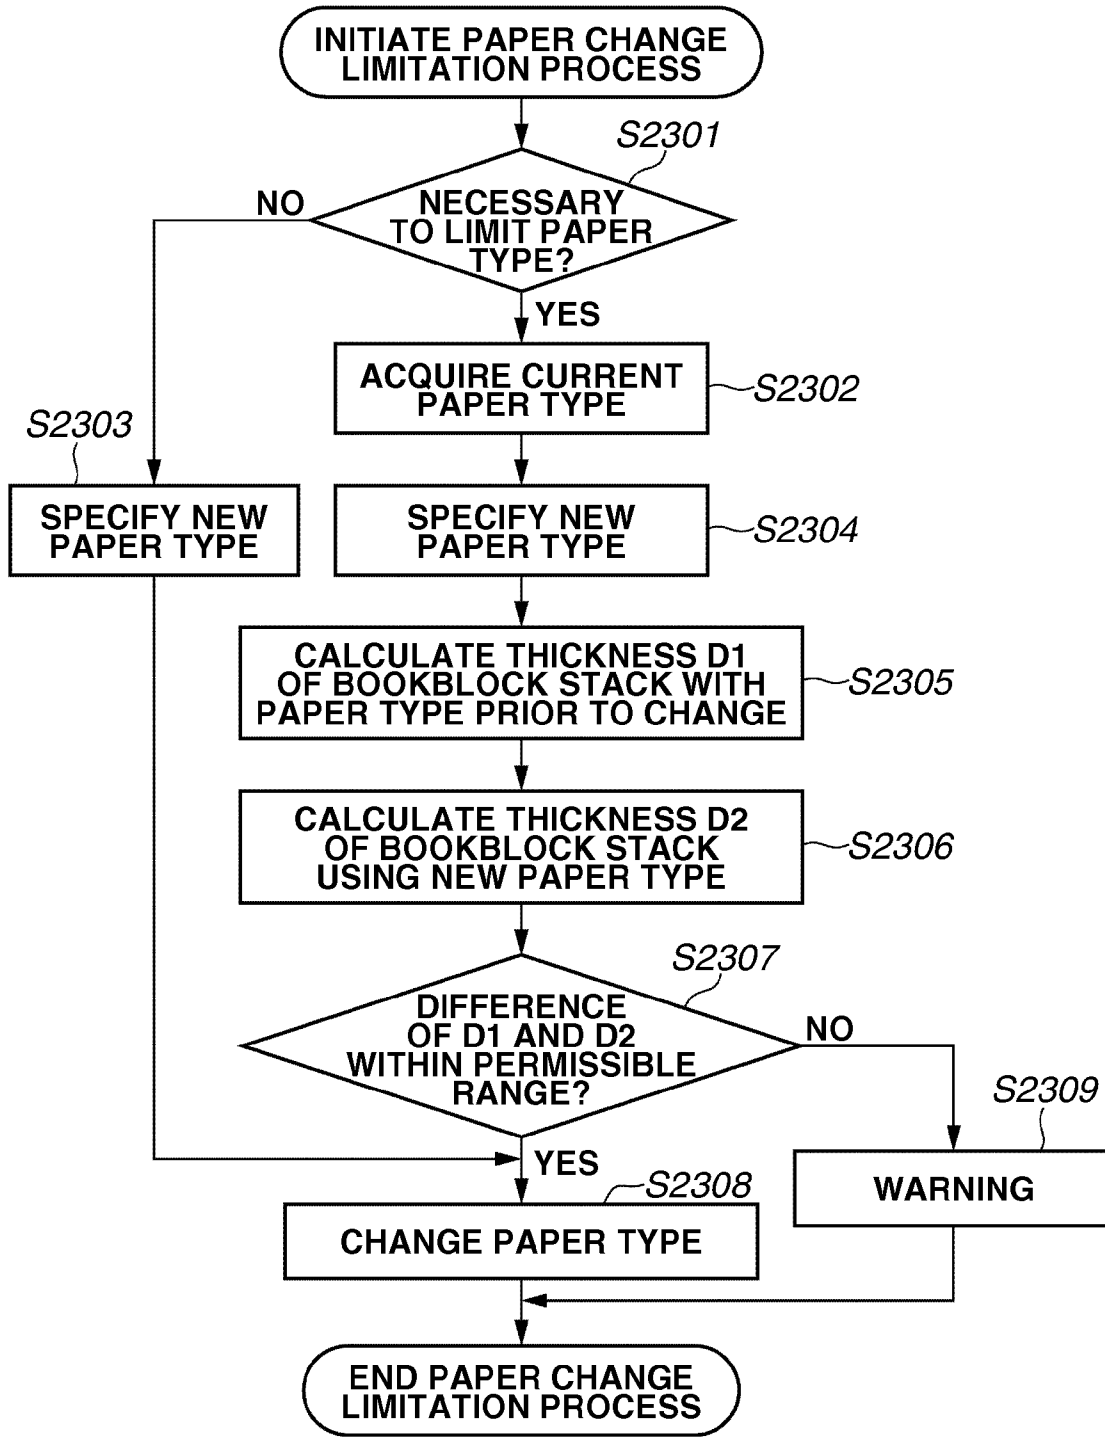 INITIATE PAPER CHANGE
LIMITATION PROCESS
S2301
NECESSARY
TO LIMIT PAPER
TYPE?
NO
YES
ACQUIRE CURRENT
PAPER TYPE
S2302
S2303
SPECIFY NEW
PAPER TYPE
SPECIFY NEW
PAPER TYPE
S2304
CALCULATE THICKNESS D1
OF BOOKBLOCK STACK WITH
PAPER TYPE PRIOR TO CHANGE
S2305
CALCULATE THICKNESS D2
OF BOOKBLOCK STACK
USING NEW PAPER TYPE
S2306
S2307
DIFFERENCE
OF D1 AND D2
WITHIN PERMISSIBLE
RANGE?
NO
S2309
WARNING
YES
S2308
CHANGE PAPER TYPE
END PAPER CHANGE
LIMITATION PROCESS